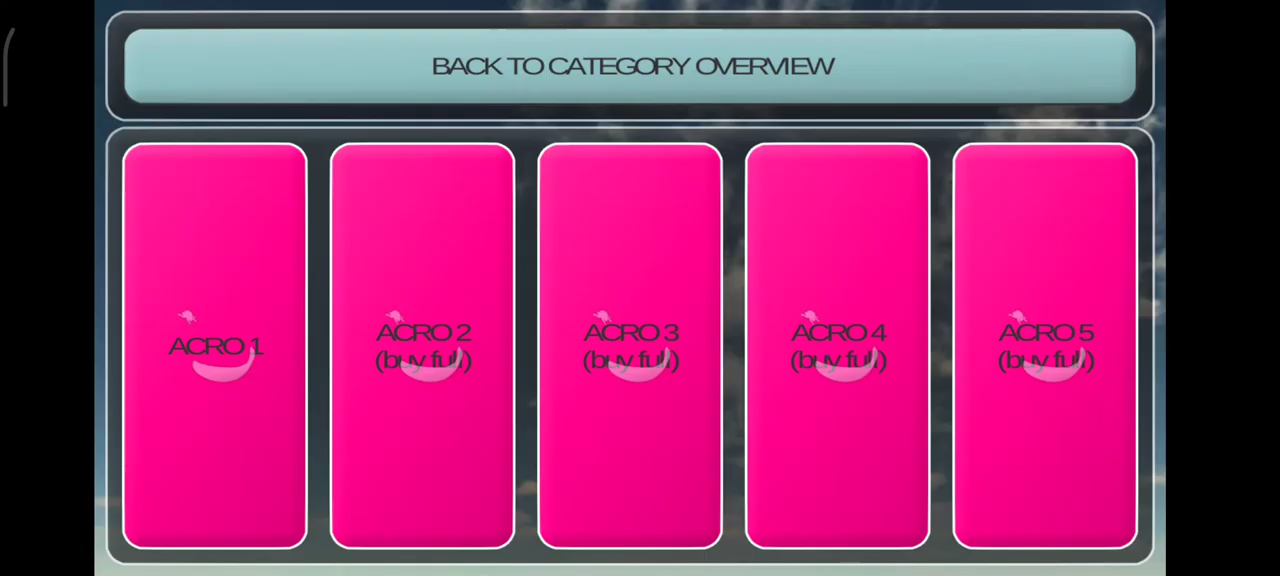 BACK TO CATEGORY OVERVIEW
ACRO 1
ACRO 2
(buy full)
ACRO 3
(buy full)
ACRO 4
(buy full)
ACRO 5
(buy full)